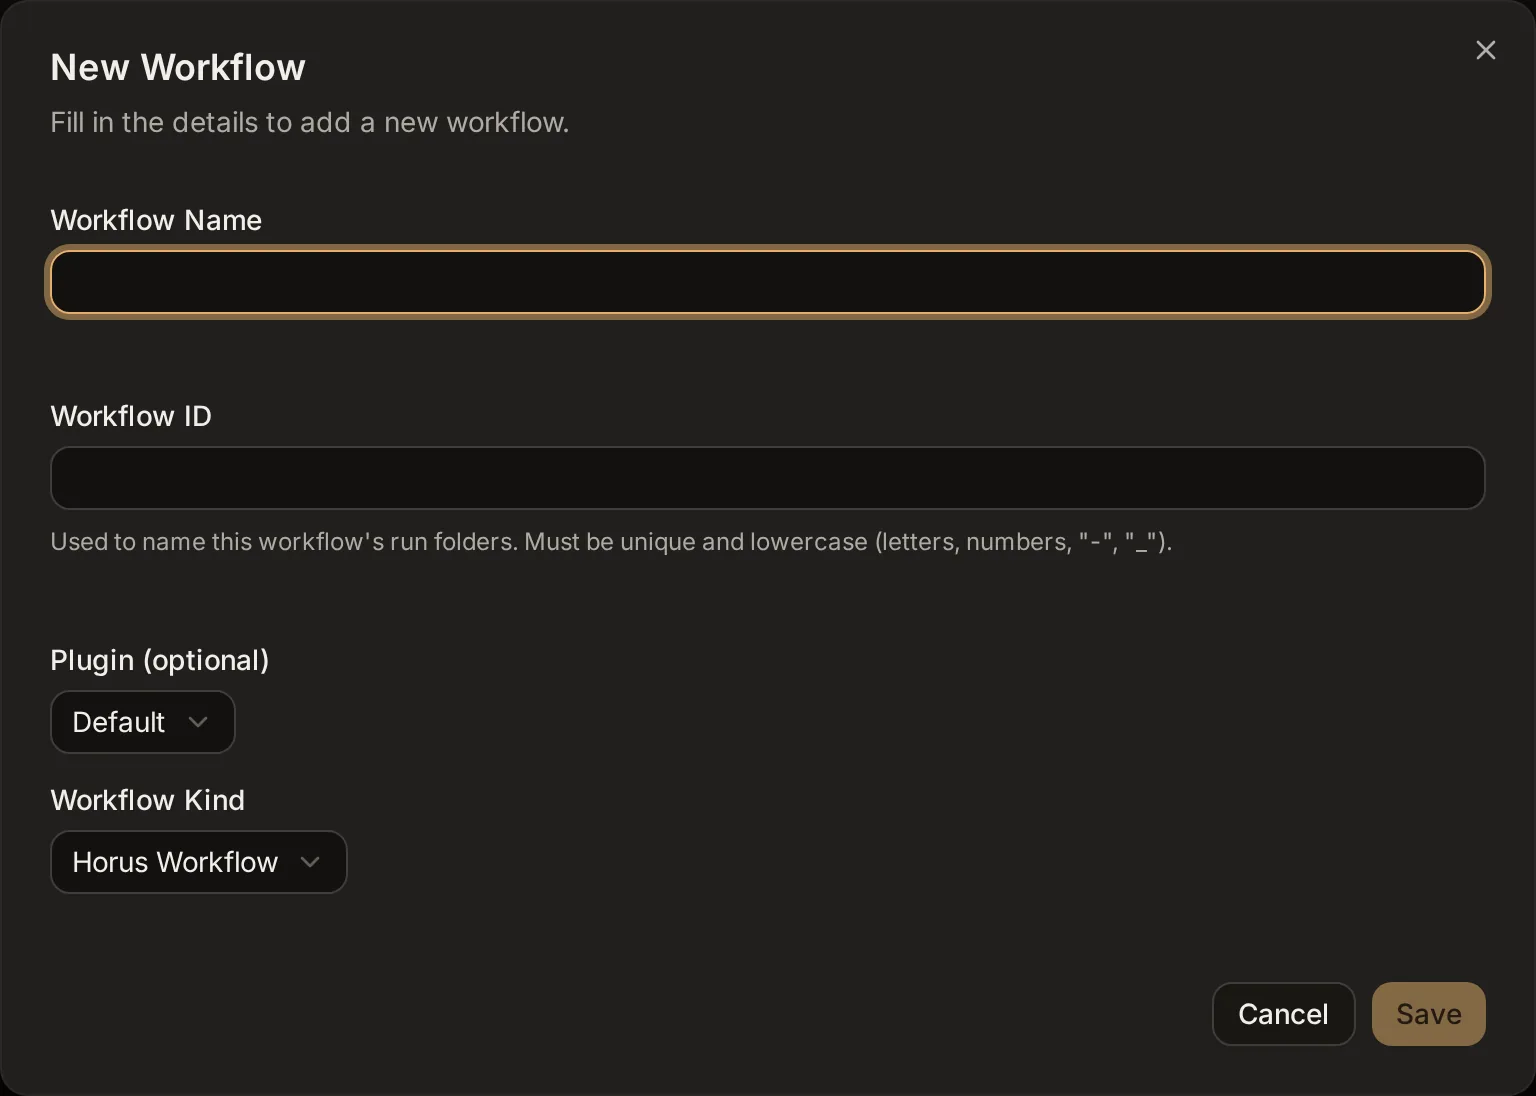 New Workflow
Fill in the details to add a new workflow.
Workflow Name
Workflow ID
Used to name this workflow's run folders. Must be unique and lowercase (letters, numbers, "-", "_").
Plugin (optional)
Default
Workflow Kind
Horus Workflow
Cancel
Save